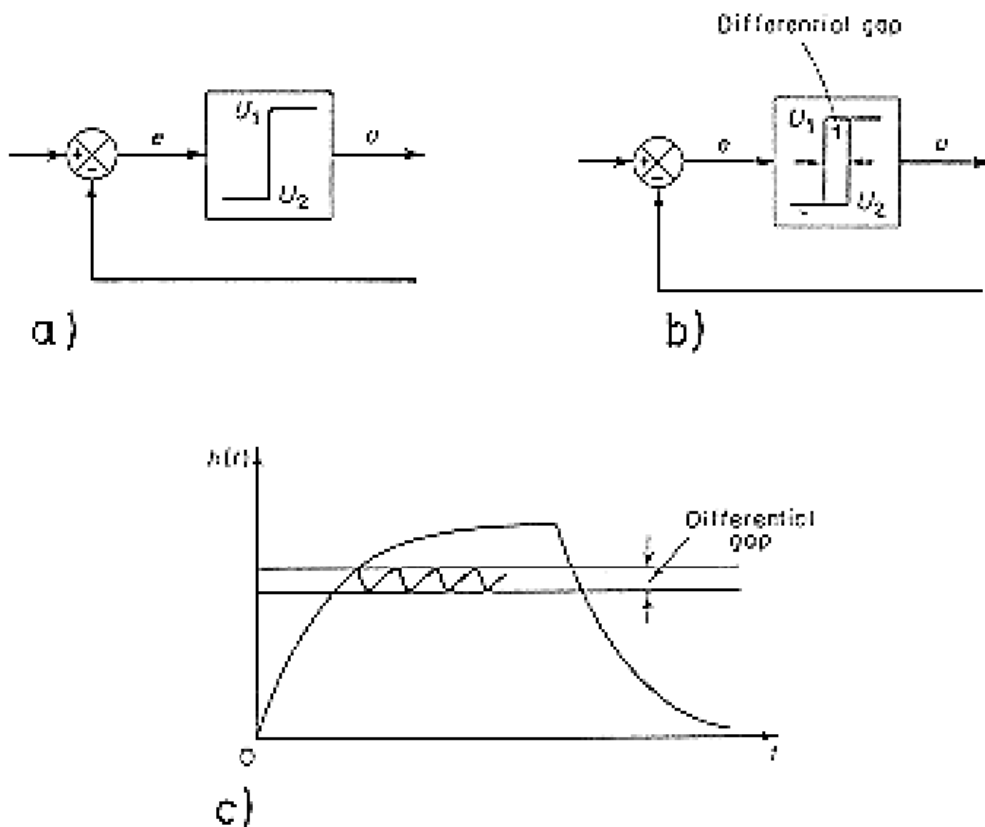 Differential gap
U1
e
U2
a)
U1
U2
b)
h(t)
Differential
gap
0
t
c)